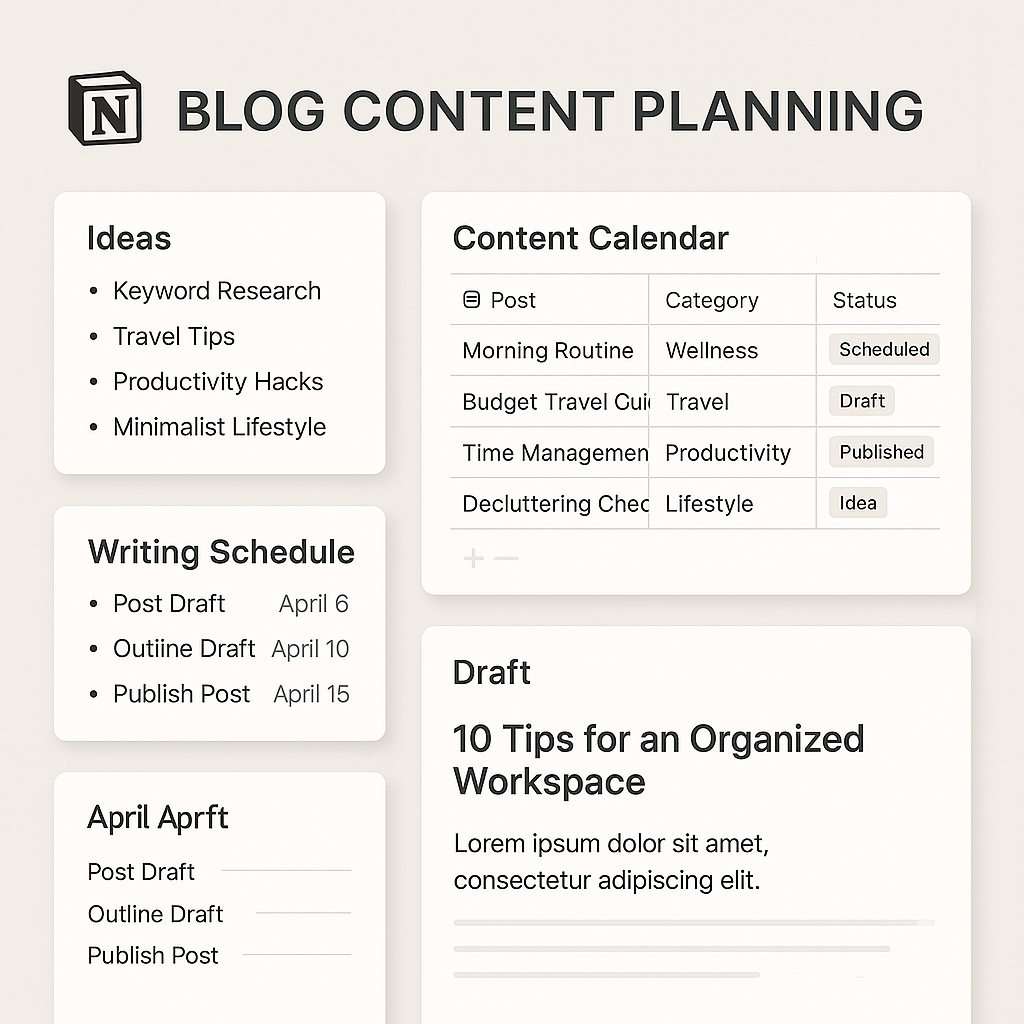 N BLOG CONTENT PLANNING
Ideas
• Keyword Research
• Travel Tips
• Productivity Hacks
• Minimalist Lifestyle
Writing Schedule
• Post Draft April 6
• Outiine Draft April 10
• Publish Post April 15
April Aprft
Post Draft
Outline Draft
Publish Post
Content Calendar
Post Category Status
Morning Routine Wellness Scheduled
Budget Travel Gui Travel Draft
Time Managemen Productivity Published
Decluttering Chec Lifestyle Idea
Draft
10 Tips for an Organized
Workspace
Lorem ipsum dolor sit amet,
consectetur adipiscing elit.